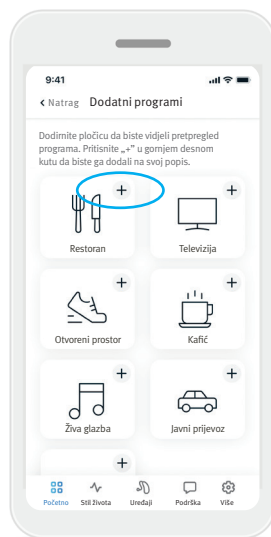 9:41
Natrag Dodatni programi
Dodirnite pločicu da biste vidjeli pretpregled
programa. Pritisnite „+” u gornjem desnom
kutu da biste ga dodali na svoj popis.
+ +
Restoran Televizija
+ +
Otvoreni prostor Kafić
+ +
Živa glazba Javni prijevoz
+
Početno Stil života Uređaji Podrška Više